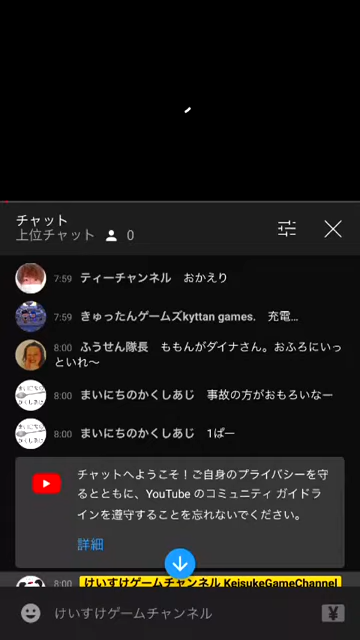 チャット
上位チャット 0
7:59 ティーチャンネル おかえり
7:59 きゅったんゲームズkyttan games. 充電…
8:00 ふうせん隊長 ももんがダイナさん。おふろにいっ
といれ〜
8:00 まいにちのかくしあじ 事故の方がおもろいなー
8:00 まいにちのかくしあじ 1ぱー
チャットへようこそ！ご自身のプライバシーを守
るとともに、YouTube のコミュニティ ガイドラ
インを遵守することを忘れないでください。
詳細
8:00 けいすけゲームチャンネル KeisukeGameChannel
けいすけゲームチャンネル